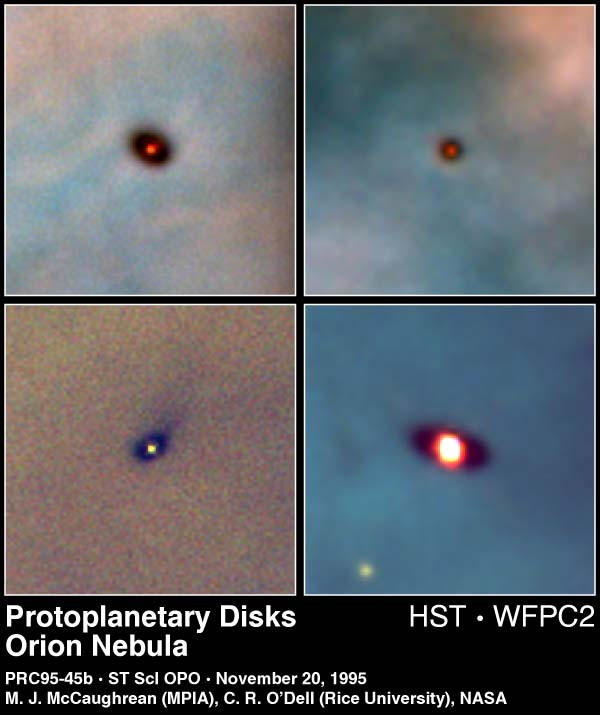 Protoplanetary Disks HST • WFPC2
Orion Nebula
PRC95-45b • ST ScI OPO • November 20, 1995
M. J. McCaughrean (MPIA), C. R. O'Dell (Rice University), NASA